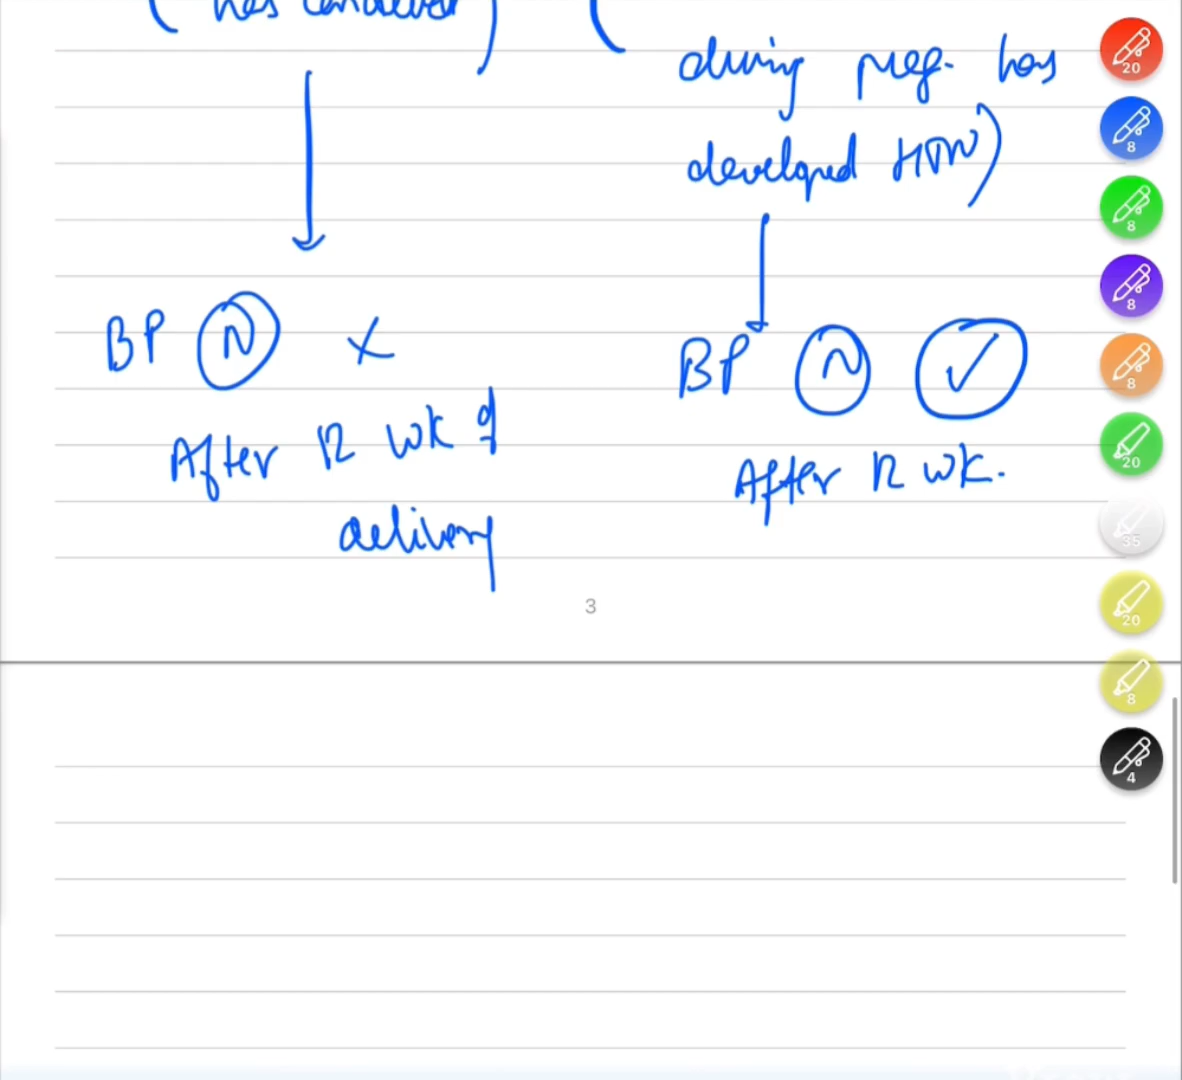 ( has
during preg. has
developed HTN)
BP N ×
After 12 wk of
delivery
BP N ✓
After 12 wk.
3
20
8
8
8
8
20
35
20
8
4